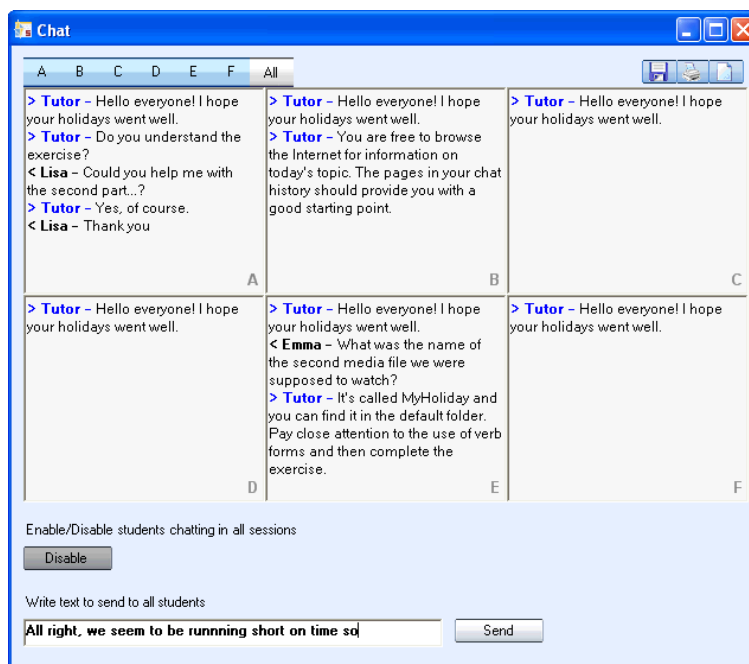 Chat
A B C D E F All
> Tutor - Hello everyone! I hope
your holidays went well.
> Tutor - Do you understand the
exercise?
< Lisa - Could you help me with
the second part...?
> Tutor - Yes, of course.
< Lisa - Thank you
A
> Tutor - Hello everyone! I hope
your holidays went well.
> Tutor - You are free to browse
the Internet for information on
today's topic. The pages in your chat
history should provide you with a
good starting point.
B
> Tutor - Hello everyone! I hope
your holidays went well.
C
> Tutor - Hello everyone! I hope
your holidays went well.
D
> Tutor - Hello everyone! I hope
your holidays went well.
< Emma - What was the name of
the second media file we were
supposed to watch?
> Tutor - It's called MyHoliday and
you can find it in the default folder.
Pay close attention to the use of verb
forms and then complete the
exercise.
E
> Tutor - Hello everyone! I hope
your holidays went well.
F
Enable/Disable students chatting in all sessions
Disable
Write text to send to all students
All right, we seem to be runnning short on time so
Send